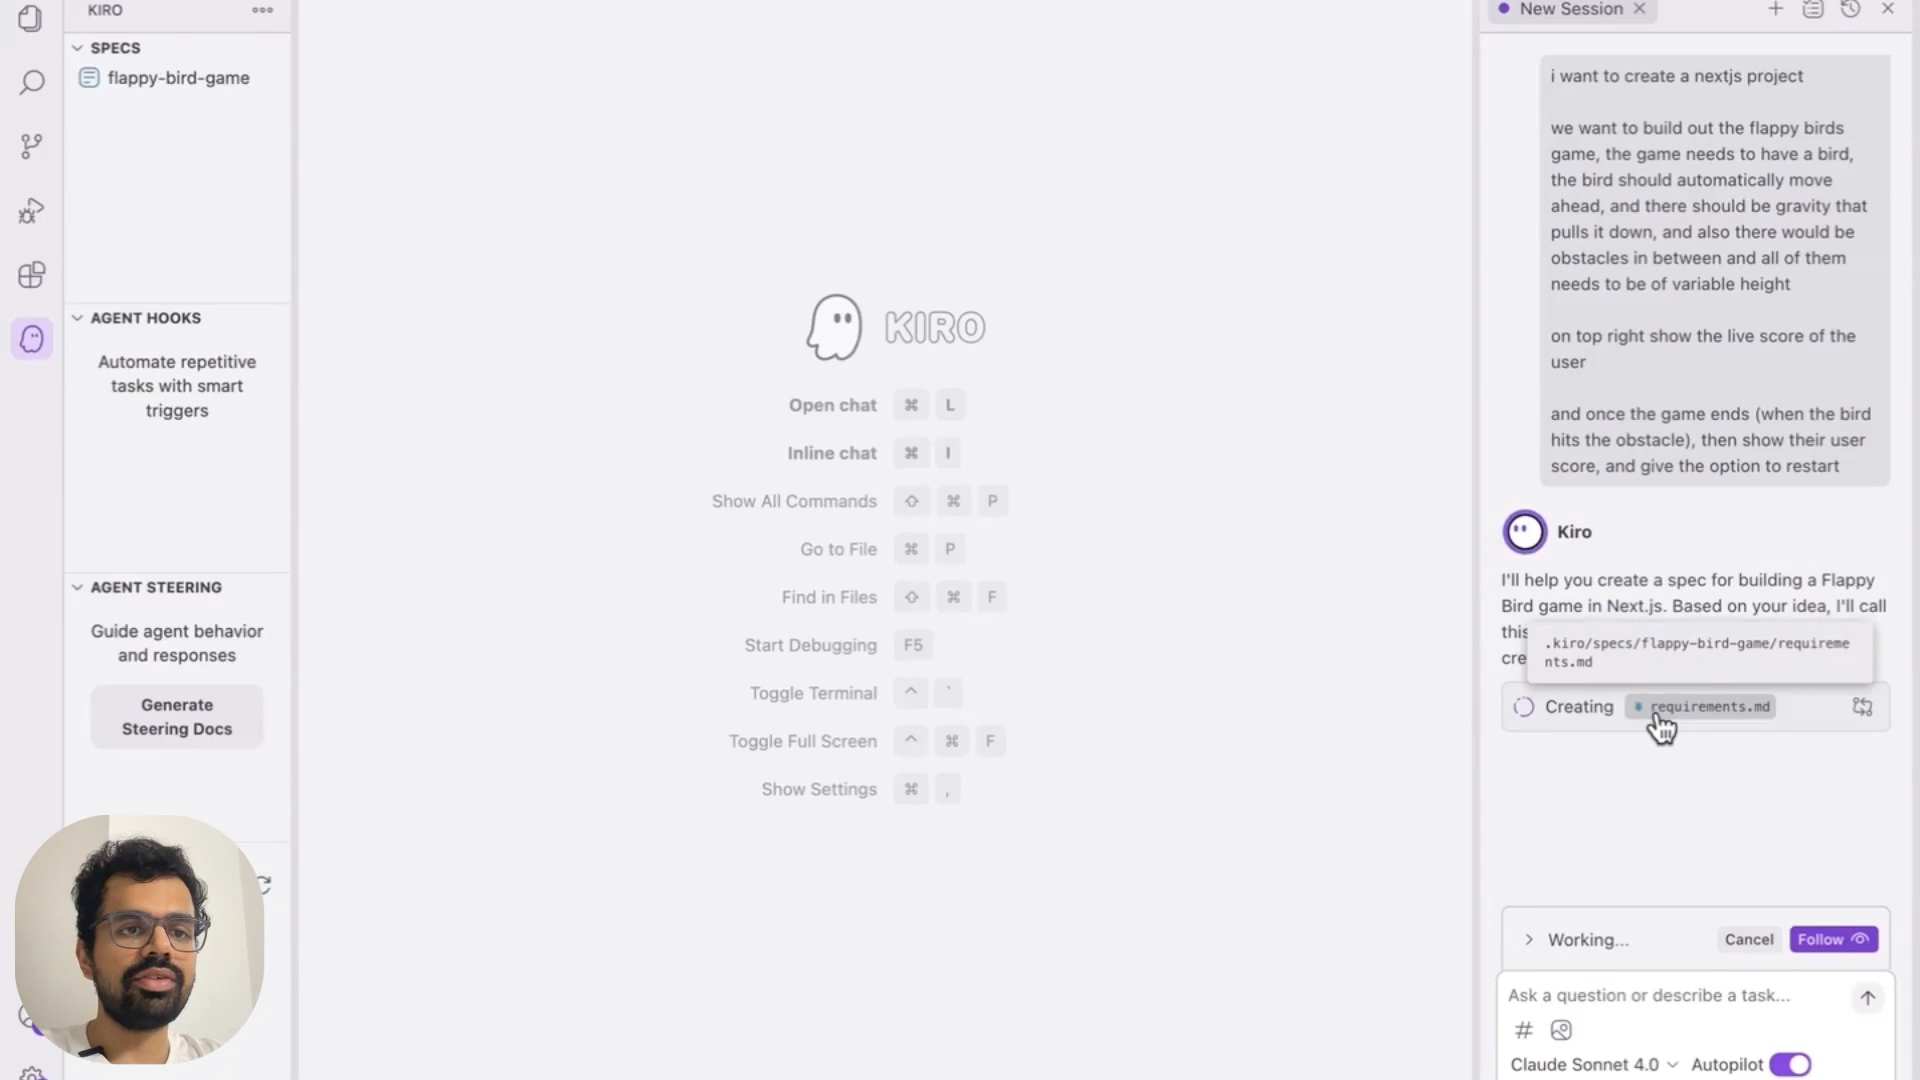 KIRO
SPECS
flappy-bird-game
AGENT HOOKS
Automate repetitive
tasks with smart
triggers
AGENT STEERING
Guide agent behavior
and responses
Generate
Steering Docs
KIRO
Open chat ⌘ L
Inline chat ⌘ I
Show All Commands ⇧ ⌘ P
Go to File ⌘ P
Find in Files ⇧ ⌘ F
Start Debugging F5
Toggle Terminal ^ `
Toggle Full Screen ^ ⌘ F
Show Settings ⌘ ,
New Session
i want to create a nextjs project
we want to build out the flappy birds
game, the game needs to have a bird,
the bird should automatically move
ahead, and there should be gravity that
pulls it down, and also there would be
obstacles in between and all of them
needs to be of variable height
on top right show the live score of the
user
and once the game ends (when the bird
hits the obstacle), then show their user
score, and give the option to restart
Kiro
I'll help you create a spec for building a Flappy
Bird game in Next.js. Based on your idea, I'll call
this
.kiro/specs/flappy-bird-game/requireme
nts.md
cre
Creating requirements.md
Working... Cancel Follow
Ask a question or describe a task...
#
Claude Sonnet 4.0 Autopilot